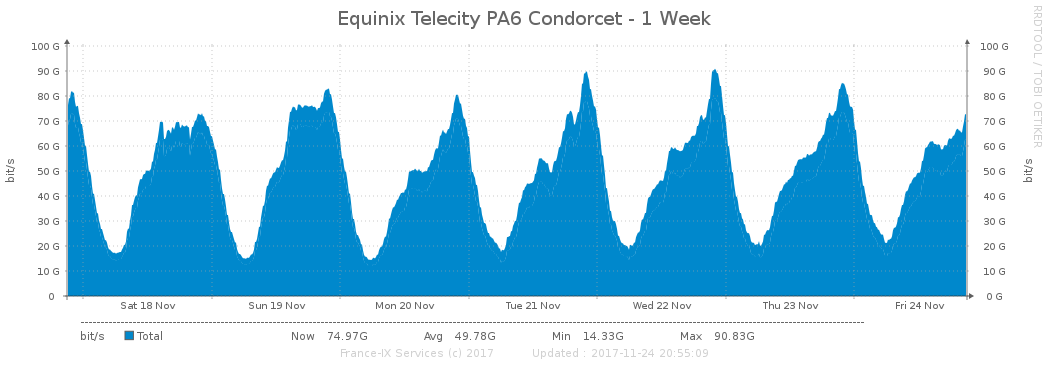 Equinix Telecity PA6 Condorcet - 1 Week
RRDTOOL / TOBI OETIKER
100 G 100 G
90 G 90 G
80 G 80 G
70 G 70 G
60 G 60 G
50 G 50 G
40 G 40 G
30 G 30 G
20 G 20 G
10 G 10 G
0 0 G
bit/s bit/s
Sat 18 Nov Sun 19 Nov Mon 20 Nov Tue 21 Nov Wed 22 Nov Thu 23 Nov Fri 24 Nov
bit/s Total Now 74.97G Avg 49.78G Min 14.33G Max 90.83G
France-IX Services (c) 2017 Updated : 2017-11-24 20:55:09